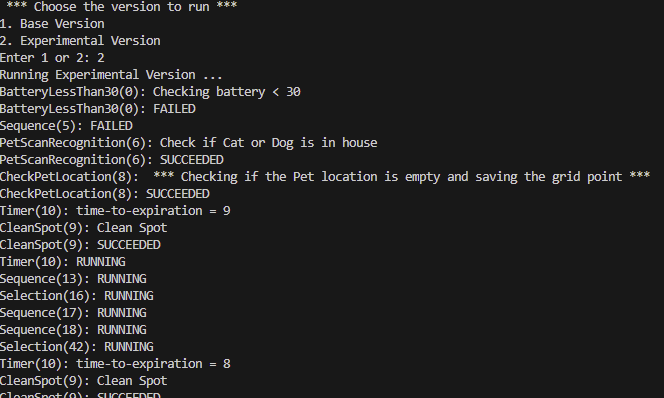 *** Choose the version to run ***
1. Base Version
2. Experimental Version
Enter 1 or 2: 2
Running Experimental Version ...
BatteryLessThan30(0): Checking battery < 30
BatteryLessThan30(0): FAILED
Sequence(5): FAILED
PetScanRecognition(6): Check if Cat or Dog is in house
PetScanRecognition(6): SUCCEEDED
CheckPetLocation(8):  *** Checking if the Pet location is empty and saving the grid point ***
CheckPetLocation(8): SUCCEEDED
Timer(10): time-to-expiration = 9
CleanSpot(9): Clean Spot
CleanSpot(9): SUCCEEDED
Timer(10): RUNNING
Sequence(13): RUNNING
Selection(16): RUNNING
Sequence(17): RUNNING
Sequence(18): RUNNING
Selection(42): RUNNING
Timer(10): time-to-expiration = 8
CleanSpot(9): Clean Spot
CleanSpot(9): SUCCEEDED